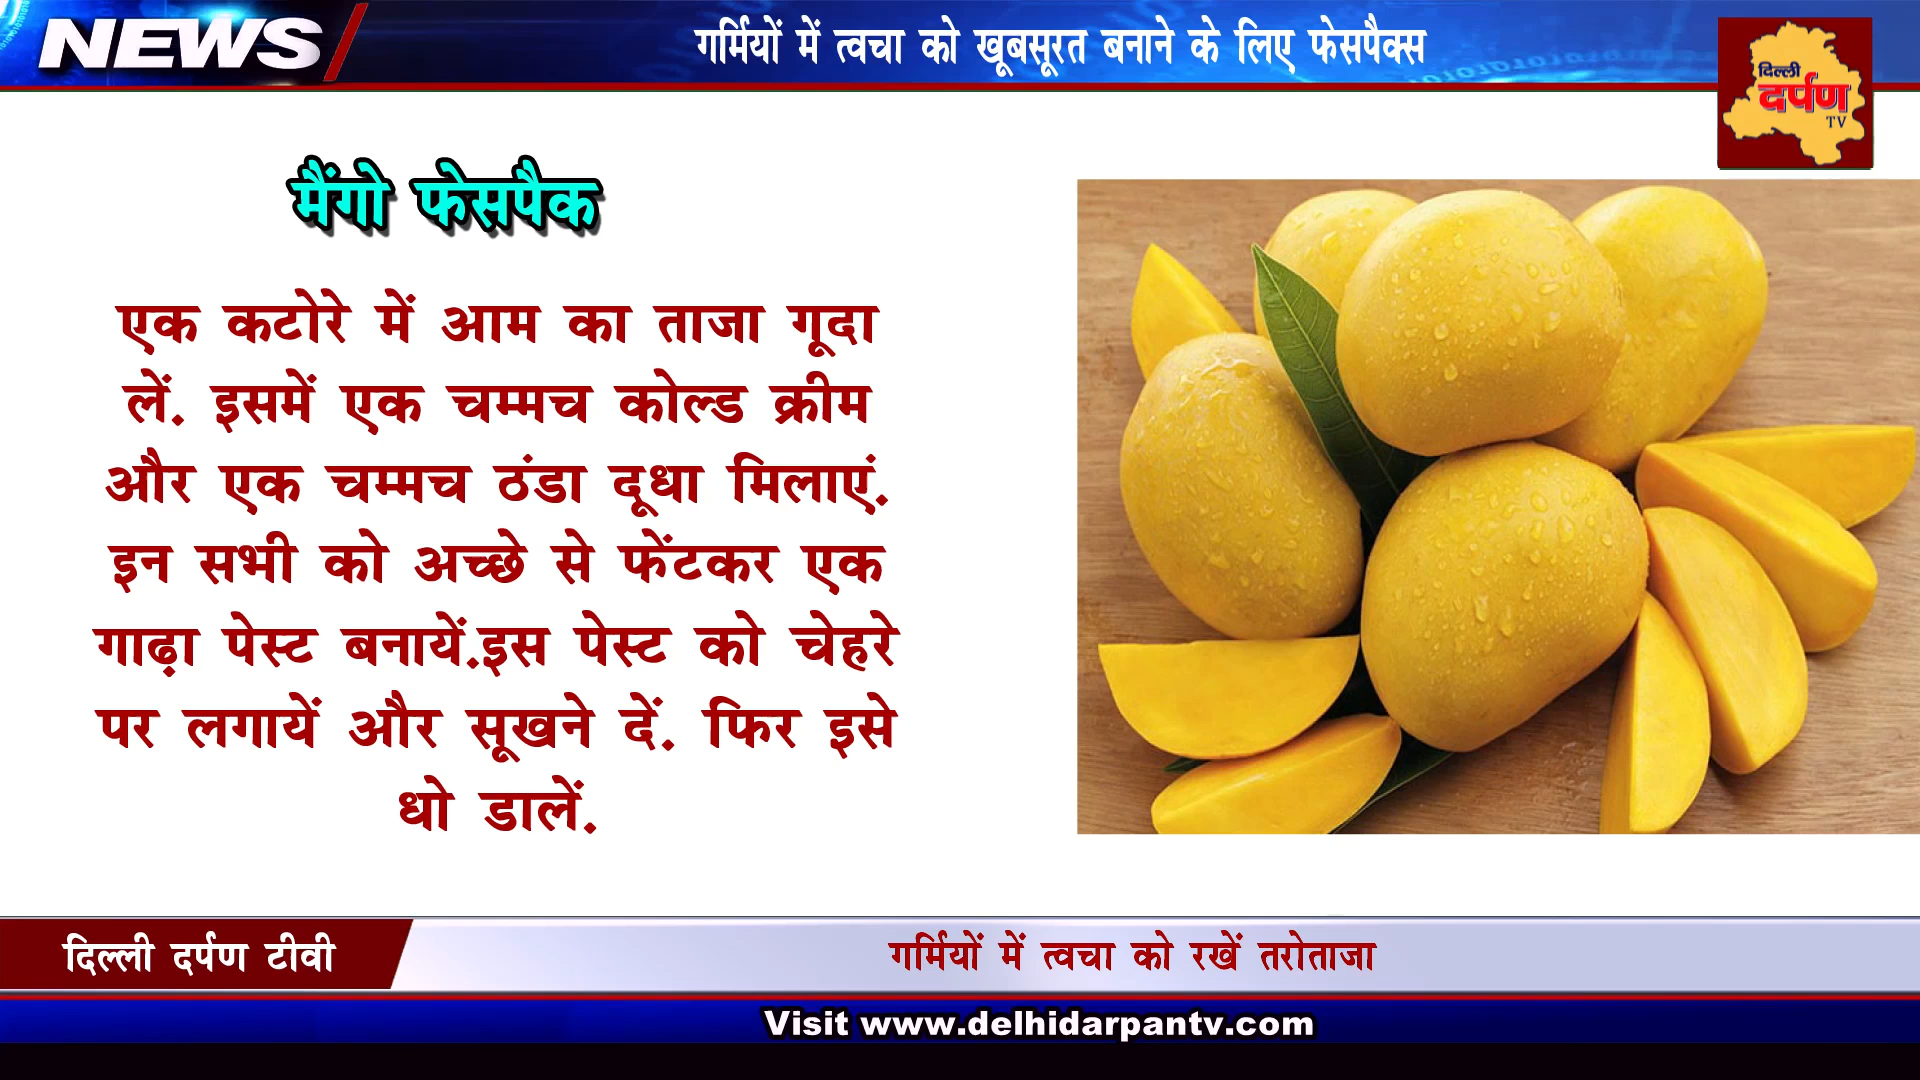 NEWS
गर्मियों में त्वचा को खूबसूरत बनाने के लिए फेसपैक्स
दिल्ली
दर्पण
TV
मैंगो फेसपैक
एक कटोरे में आम का ताजा गूदा
लें. इसमें एक चम्मच कोल्ड क्रीम
और एक चम्मच ठंडा दूधा मिलाएं.
इन सभी को अच्छे से फेंटकर एक
गाढ़ा पेस्ट बनायें.इस पेस्ट को चेहरे
पर लगायें और सूखने दें. फिर इसे
धो डालें.
दिल्ली दर्पण टीवी
गर्मियों में त्वचा को रखें तरोताजा
Visit www.delhidarpantv.com